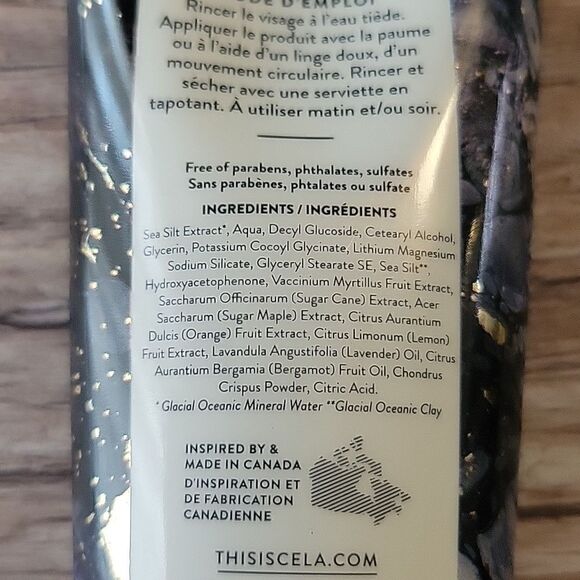 MODE D'EMPLOI
Rincer le visage à l'eau tiède.
Appliquer le produit avec la paume
ou à l'aide d'un linge doux, d'un
mouvement circulaire. Rincer et
sécher avec une serviette en
tapotant. À utiliser matin et/ou soir.
Free of parabens, phthalates, sulfates
Sans parabènes, phtalates ou sulfate
INGREDIENTS / INGRÉDIENTS
Sea Silt Extract*, Aqua, Decyl Glucoside, Cetearyl Alcohol,
Glycerin, Potassium Cocoyl Glycinate, Lithium Magnesium
Sodium Silicate, Glyceryl Stearate SE, Sea Silt**,
Hydroxyacetophenone, Vaccinium Myrtillus Fruit Extract,
Saccharum Officinarum (Sugar Cane) Extract, Acer
Saccharum (Sugar Maple) Extract, Citrus Aurantium
Dulcis (Orange) Fruit Extract, Citrus Limonum (Lemon)
Fruit Extract, Lavandula Angustifolia (Lavender) Oil, Citrus
Aurantium Bergamia (Bergamot) Fruit Oil, Chondrus
Crispus Powder, Citric Acid.
*Glacial Oceanic Mineral Water **Glacial Oceanic Clay
INSPIRED BY &
MADE IN CANADA
D'INSPIRATION ET
DE FABRICATION
CANADIENNE
THISISCELA.COM